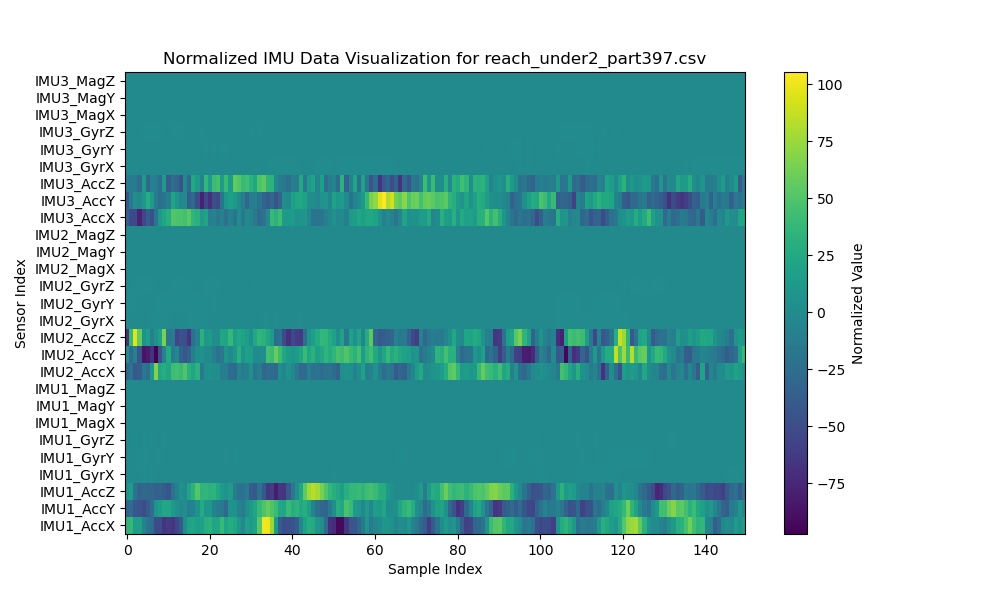 Normalized IMU Data Visualization for reach_under2_part397.csv
IMU3_MagZ
IMU3_MagY
IMU3_MagX
IMU3_GyrZ
IMU3_GyrY
IMU3_GyrX
IMU3_AccZ
IMU3_AccY
IMU3_AccX
IMU2_MagZ
IMU2_MagY
IMU2_MagX
IMU2_GyrZ
IMU2_GyrY
IMU2_GyrX
IMU2_AccZ
IMU2_AccY
IMU2_AccX
IMU1_MagZ
IMU1_MagY
IMU1_MagX
IMU1_GyrZ
IMU1_GyrY
IMU1_GyrX
IMU1_AccZ
IMU1_AccY
IMU1_AccX
Sensor Index
0 20 40 60 80 100 120 140
Sample Index
100
75
50
25
0
−25
−50
−75
Normalized Value